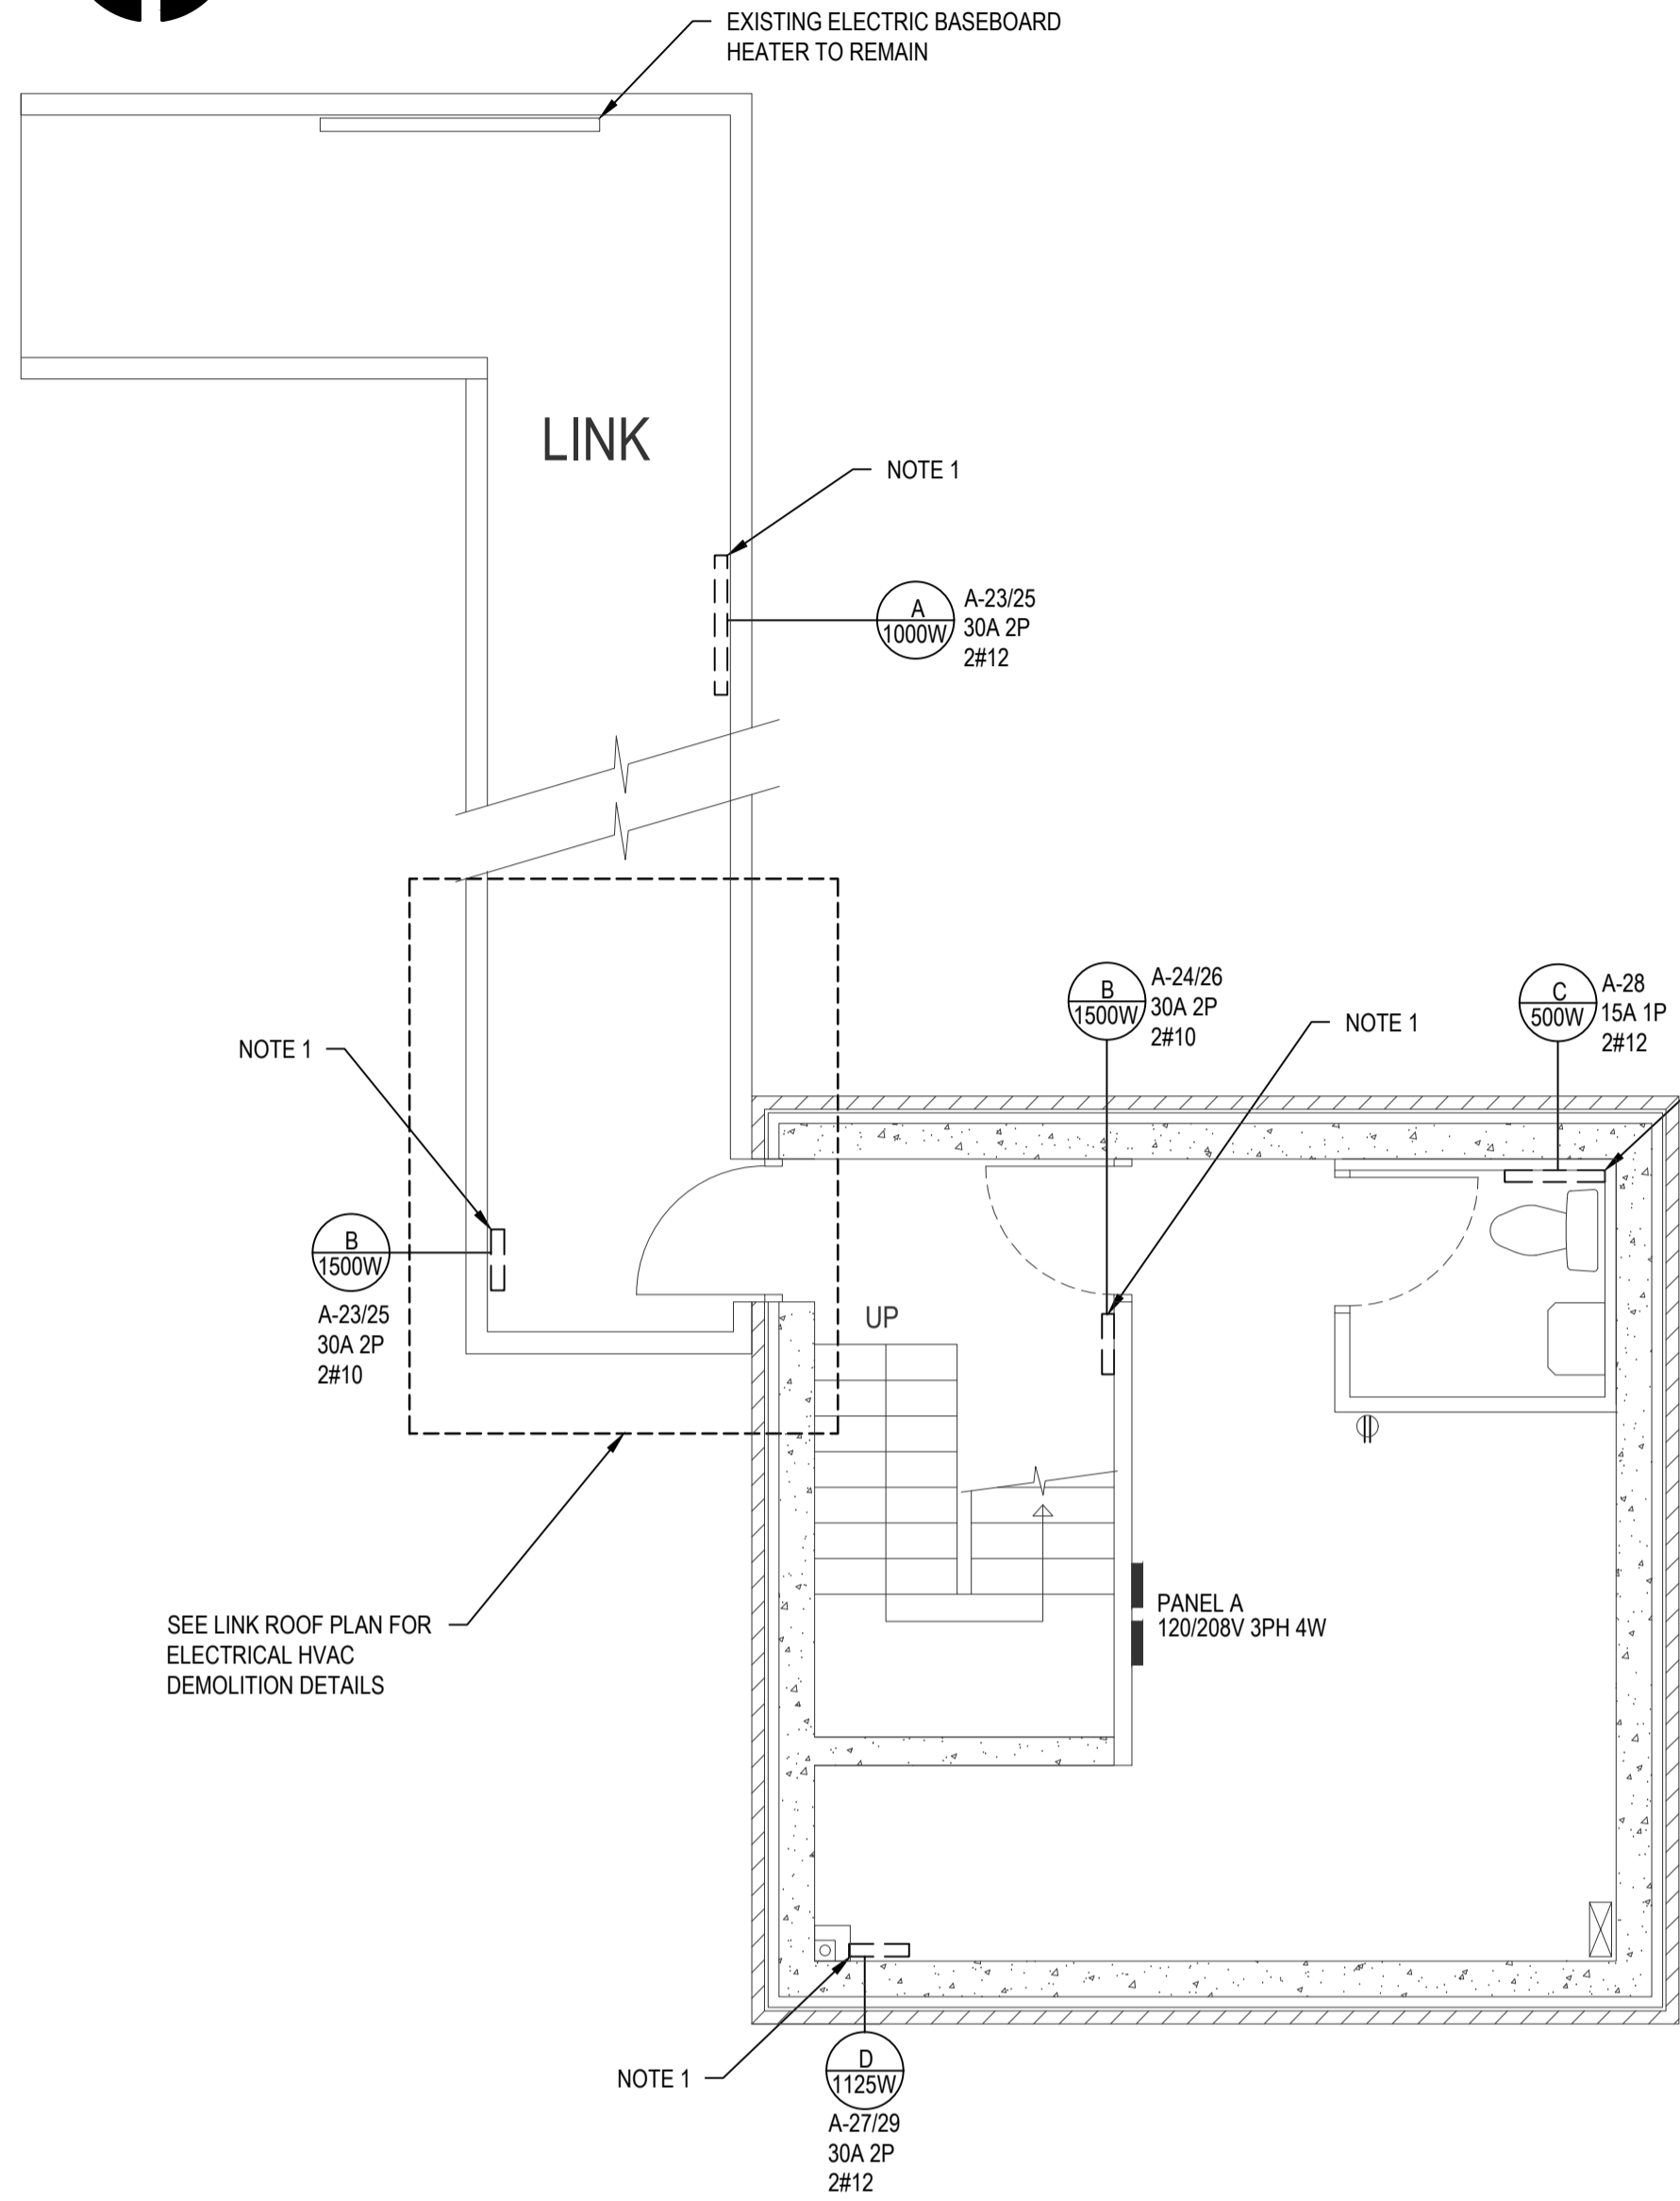 EXISTING ELECTRIC BASEBOARD
HEATER TO REMAIN
LINK
NOTE 1
A
1000W
A-23/25
30A 2P
2#12
B
1500W
A-24/26
30A 2P
2#10
NOTE 1
C
500W
A-28
15A 1P
2#12
NOTE 1
B
1500W
A-23/25
30A 2P
2#10
UP
SEE LINK ROOF PLAN FOR
ELECTRICAL HVAC
DEMOLITION DETAILS
PANEL A
120/208V 3PH 4W
NOTE 1
D
1125W
A-27/29
30A 2P
2#12